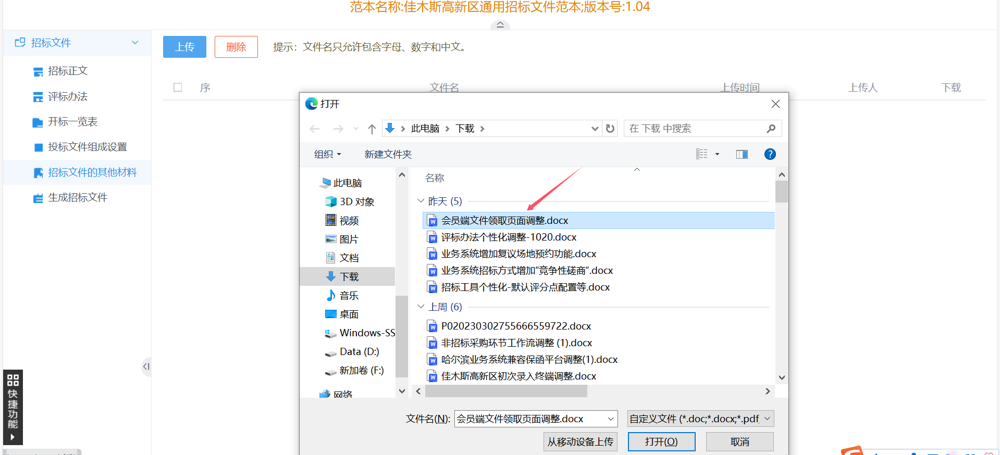 范本名称:佳木斯高新区通用招标文件范本;版本号:1.04
招标文件
招标正文
评标办法
开标一览表
投标文件组成设置
招标文件的其他材料
生成招标文件
快捷功能
上传
删除
提示：文件名只允许包含字母、数字和中文。
序
文件名
上传时间
上传人
下载
打开
此电脑
下载
在 下载 中搜索
组织
新建文件夹
此电脑
3D 对象
视频
图片
文档
下载
音乐
桌面
Windows-SS
Data (D:)
新加卷 (F:)
网络
名称
昨天 (5)
会员端文件领取页面调整.docx
评标办法个性化调整-1020.docx
业务系统增加复议场地预约功能.docx
业务系统招标方式增加”竞争性磋商“.docx
招标工具个性化-默认评分点配置等.docx
上周 (6)
P020230302755666559722.docx
非招标采购环节工作流调整 (1).docx
哈尔滨业务系统兼容保函平台调整(1).docx
佳木斯高新区初次录入终端调整.docx
文件名(N):
会员端文件领取页面调整.docx
自定义文件 (*.doc;*.docx;*.pdf;
从移动设备上传
打开(O)
取消